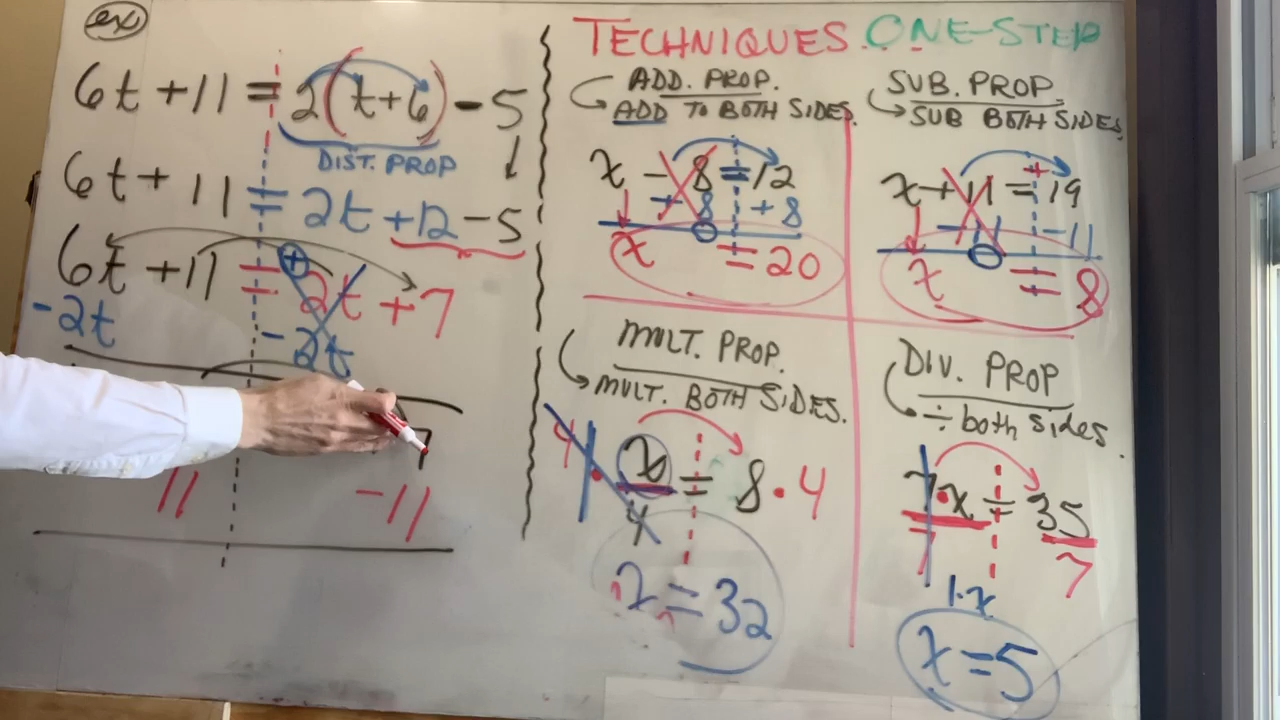 ex
6t + 11 = 2(t+6) - 5
DIST. PROP
6t + 11 = 2t + 12 - 5
6t + 11 = + 2t + 7
-2t - 2t
7
11 -11
TECHNIQUES ONE-STEP
ADD. PROP.
ADD TO BOTH SIDES.
x - 8 = 12
+ 8 + 8
0
x = 20
SUB. PROP
SUB BOTH SIDES
+
x + 11 = 19
- 11 - 11
0
x = 8
MULT. PROP.
MULT. BOTH SIDES.
4 • x = 8 • 4
4
x = 32
DIV. PROP
÷ both sides
7•x = 35
7 7
1·x
x = 5